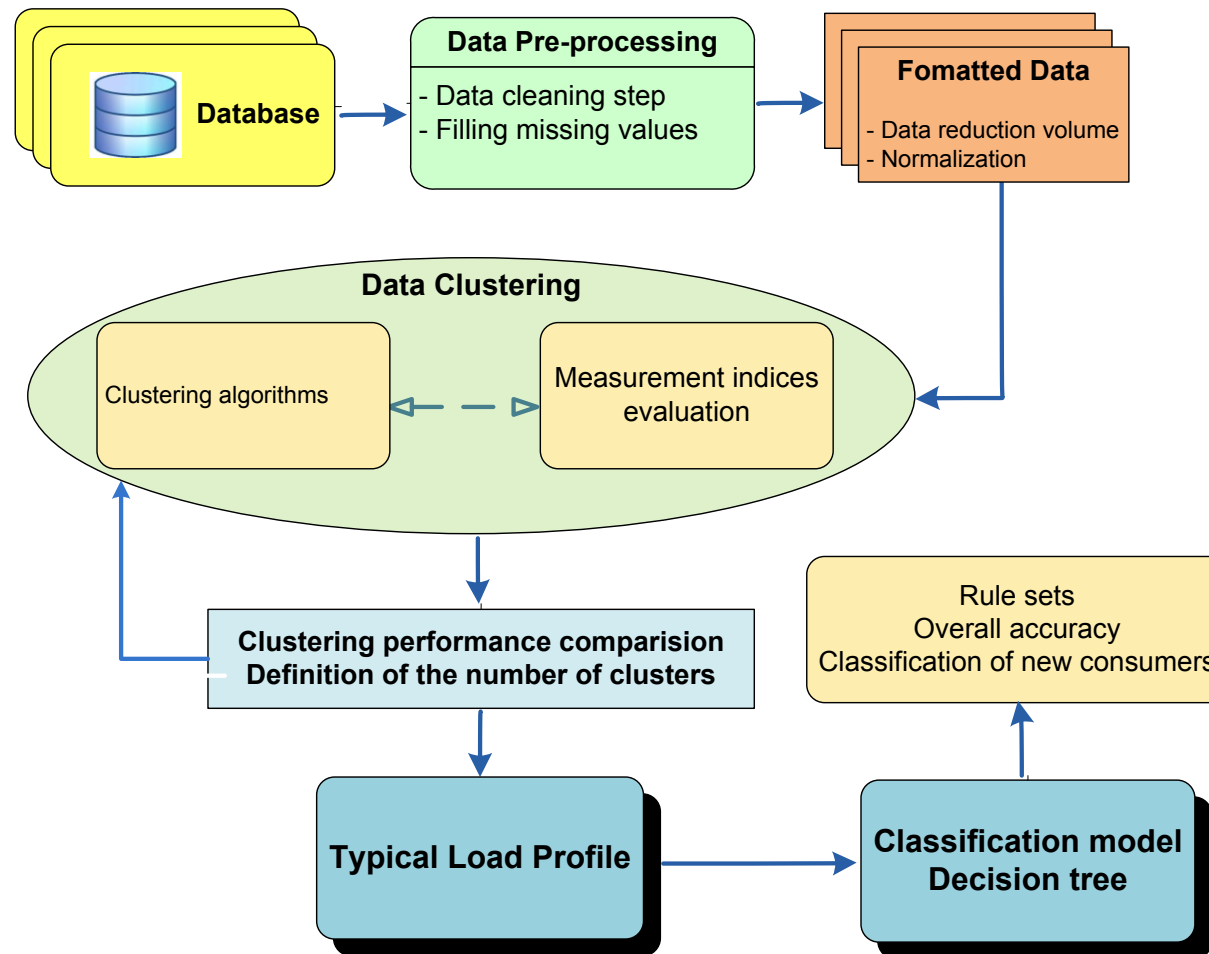 Database
Data Pre-processing
- Data cleaning step
- Filling missing values
Fomatted Data
- Data reduction volume
- Normalization
Data Clustering
Clustering algorithms
Measurement indices
evaluation
Clustering performance comparision
Definition of the number of clusters
Rule sets
Overall accuracy
Classification of new consumers
Typical Load Profile
Classification model
Decision tree